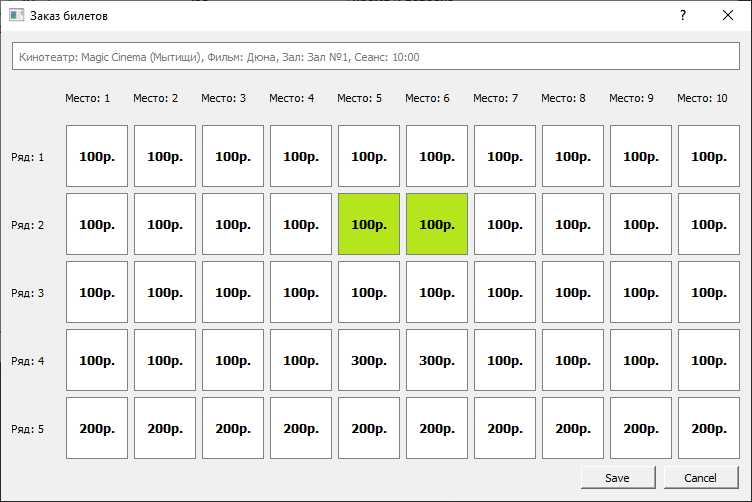 Заказ билетов
Кинотеатр: Magic Cinema (Мытищи), Фильм: Дюна, Зал: Зал №1, Сеанс: 10:00
Место: 1 Место: 2 Место: 3 Место: 4 Место: 5 Место: 6 Место: 7 Место: 8 Место: 9 Место: 10
Ряд: 1 100р. 100р. 100р. 100р. 100р. 100р. 100р. 100р. 100р. 100р.
Ряд: 2 100р. 100р. 100р. 100р. 100р. 100р. 100р. 100р. 100р. 100р.
Ряд: 3 100р. 100р. 100р. 100р. 100р. 100р. 100р. 100р. 100р. 100р.
Ряд: 4 100р. 100р. 100р. 100р. 300р. 300р. 100р. 100р. 100р. 100р.
Ряд: 5 200р. 200р. 200р. 200р. 200р. 200р. 200р. 200р. 200р. 200р.
Save Cancel